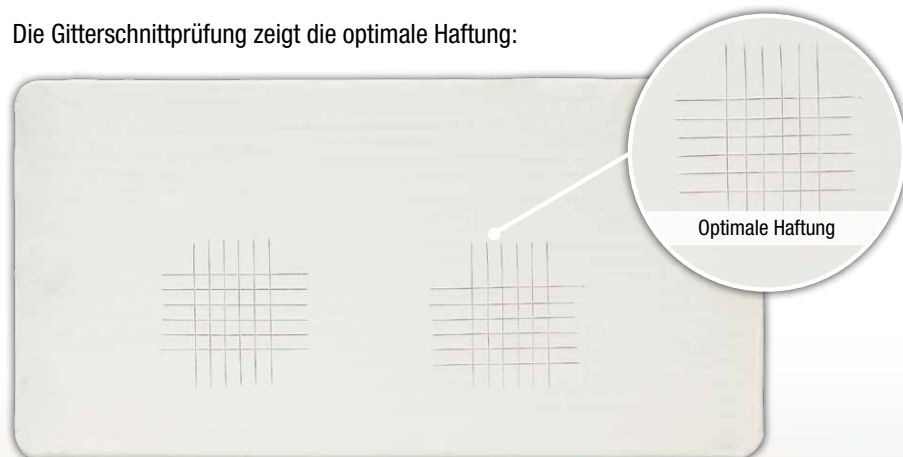 Die Gitterschnittprüfung zeigt die optimale Haftung:
Optimale Haftung